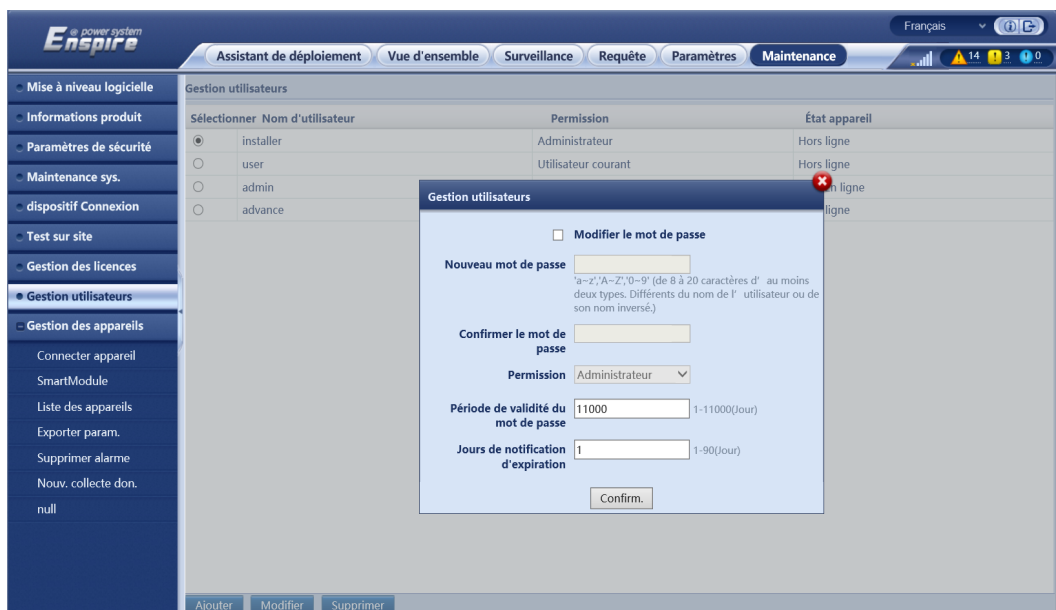 @ power system
Enspire
Français
Assistant de déploiement Vue d'ensemble Surveillance Requête Paramètres Maintenance
14 3 0
Mise à niveau logicielle
Informations produit
Paramètres de sécurité
Maintenance sys.
dispositif Connexion
Test sur site
Gestion des licences
Gestion utilisateurs
Gestion des appareils
Connecter appareil
SmartModule
Liste des appareils
Exporter param.
Supprimer alarme
Nouv. collecte don.
null
Gestion utilisateurs
Sélectionner Nom d'utilisateur Permission État appareil
installer Administrateur Hors ligne
user Utilisateur courant Hors ligne
admin ligne
advance ligne
Gestion utilisateurs
Modifier le mot de passe
Nouveau mot de passe
'a~z','A~Z','0~9' (de 8 à 20 caractères d' au moins
deux types. Différents du nom de l' utilisateur ou de
son nom inversé.)
Confirmer le mot de
passe
Permission Administrateur
Période de validité du
mot de passe
11000 1-11000(Jour)
Jours de notification
d'expiration
1 1-90(Jour)
Confirm.
Ajouter Modifier Supprimer